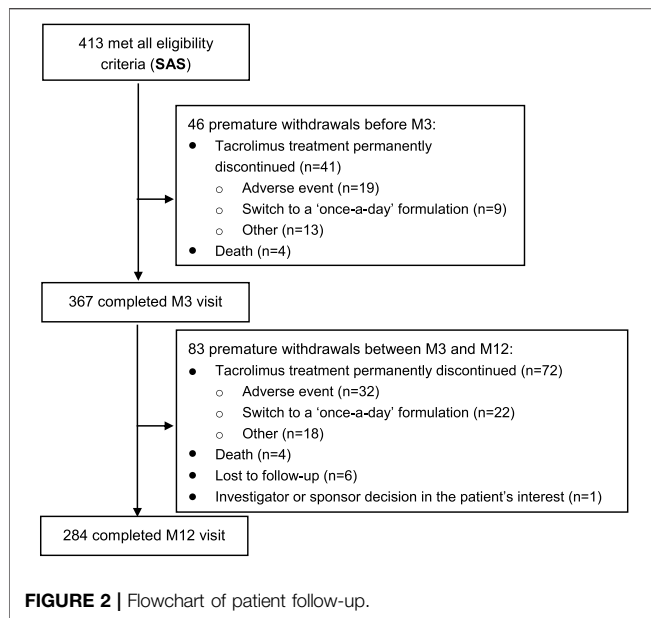 413 met all eligibility
criteria (SAS)
46 premature withdrawals before M3:
● Tacrolimus treatment permanently
discontinued (n=41)
○ Adverse event (n=19)
○ Switch to a ‘once-a-day’ formulation (n=9)
○ Other (n=13)
● Death (n=4)
367 completed M3 visit
83 premature withdrawals between M3 and M12:
● Tacrolimus treatment permanently discontinued (n=72)
○ Adverse event (n=32)
○ Switch to a ‘once-a-day’ formulation (n=22)
○ Other (n=18)
● Death (n=4)
● Lost to follow-up (n=6)
● Investigator or sponsor decision in the patient’s interest (n=1)
284 completed M12 visit
FIGURE 2 | Flowchart of patient follow-up.